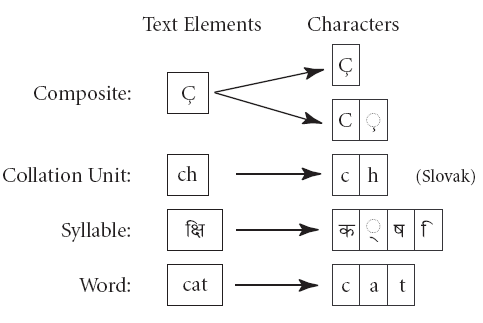 Text Elements Characters
Ç
Composite: Ç
C ◌̧
Collation Unit: ch c h (Slovak)
Syllable: क्षि क ◌् ष ि
Word: cat c a t